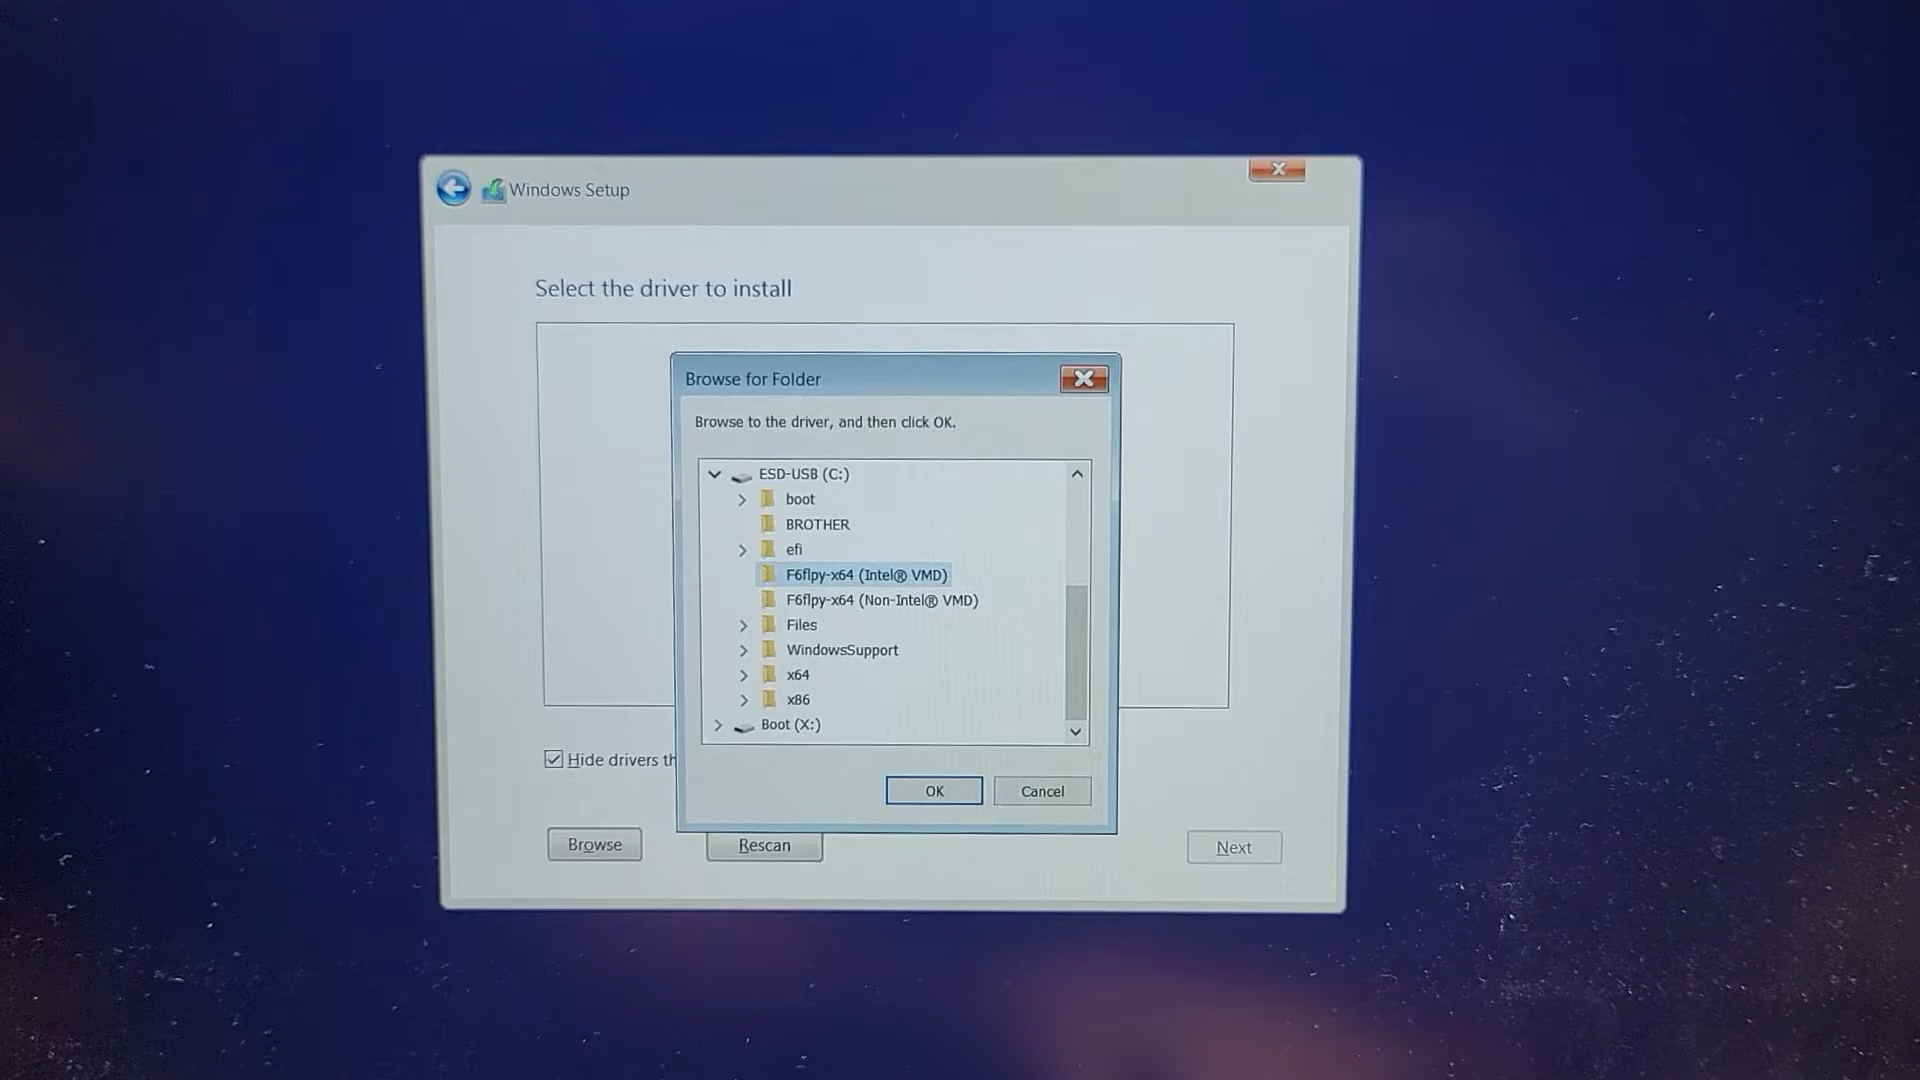 Windows Setup
Select the driver to install
Browse for Folder
Browse to the driver, and then click OK.
ESD-USB (C:)
boot
BROTHER
efi
F6flpy-x64 (Intel® VMD)
F6flpy-x64 (Non-Intel® VMD)
Files
WindowsSupport
x64
x86
Boot (X:)
Hide drivers th
OK
Cancel
Browse
Rescan
Next